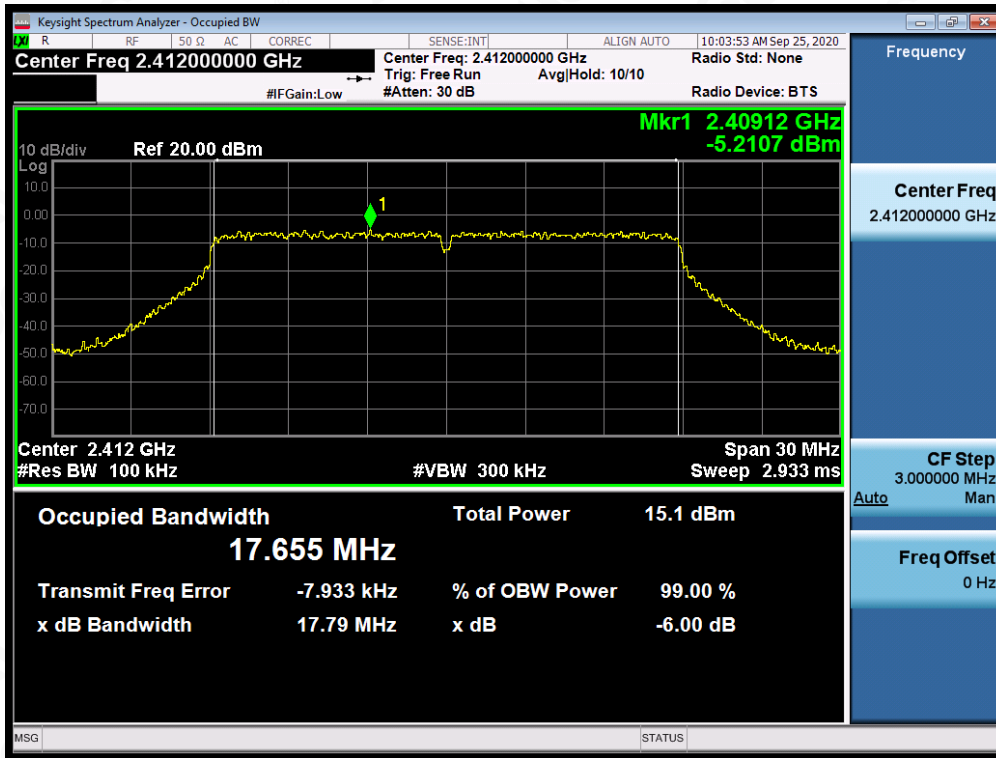 Keysight Spectrum Analyzer - Occupied BW
LXI R RF 50 Ω AC CORREC SENSE:INT ALIGN AUTO 10:03:53 AM Sep 25, 2020
Center Freq 2.412000000 GHz
Center Freq: 2.412000000 GHz Radio Std: None
Trig: Free Run Avg|Hold: 10/10
#IFGain:Low #Atten: 30 dB Radio Device: BTS
Mkr1 2.40912 GHz
-5.2107 dBm
10 dB/div Ref 20.00 dBm
Log
10.0
1
0.00
-10.0
-20.0
-30.0
-40.0
-50.0
-60.0
-70.0
Center 2.412 GHz Span 30 MHz
#Res BW 100 kHz #VBW 300 kHz Sweep 2.933 ms
Occupied Bandwidth Total Power 15.1 dBm
17.655 MHz
Transmit Freq Error -7.933 kHz % of OBW Power 99.00 %
x dB Bandwidth 17.79 MHz x dB -6.00 dB
MSG STATUS
Frequency
Center Freq
2.412000000 GHz
CF Step
3.000000 MHz
Auto Man
Freq Offset
0 Hz